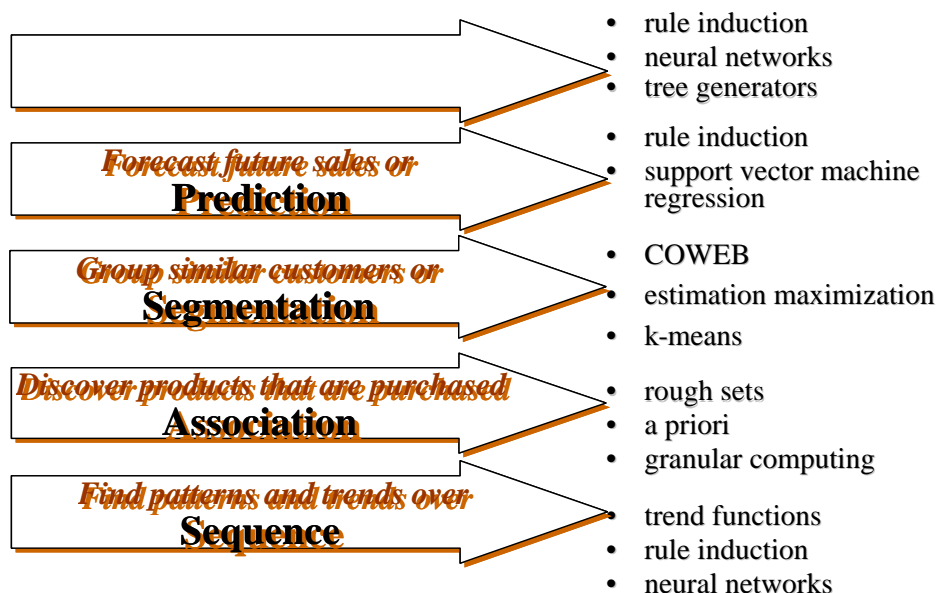 • rule induction
• neural networks
• tree generators
Forecast future sales or
Prediction
• rule induction
• support vector machine
regression
Group similar customers or
Segmentation
• COWEB
• estimation maximization
• k-means
Discover products that are purchased
Association
• rough sets
• a priori
• granular computing
Find patterns and trends over
Sequence
• trend functions
• rule induction
• neural networks